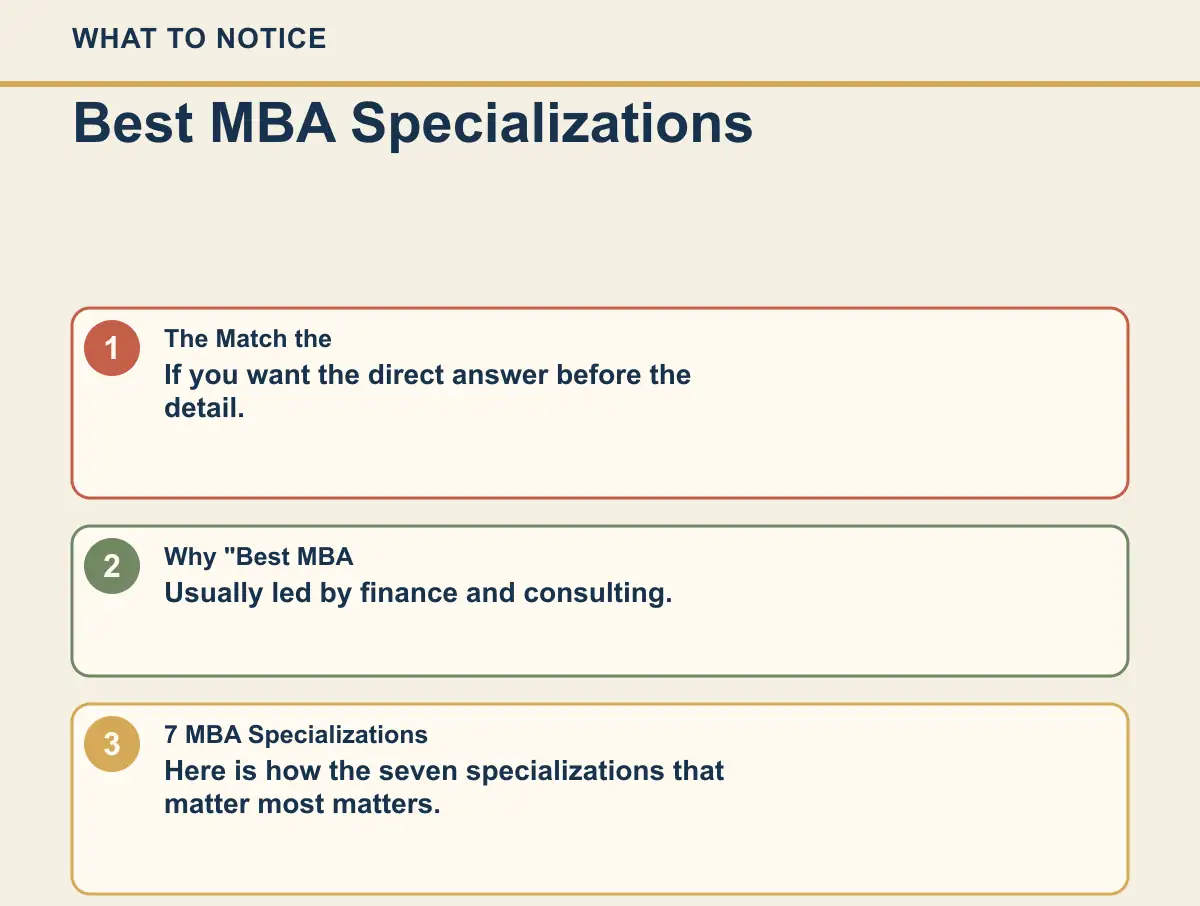 WHAT TO NOTICE
Best MBA Specializations
1
The Match the
If you want the direct answer before the
detail.
2
Why "Best MBA
Usually led by finance and consulting.
3
7 MBA Specializations
Here is how the seven specializations that
matter most matters.